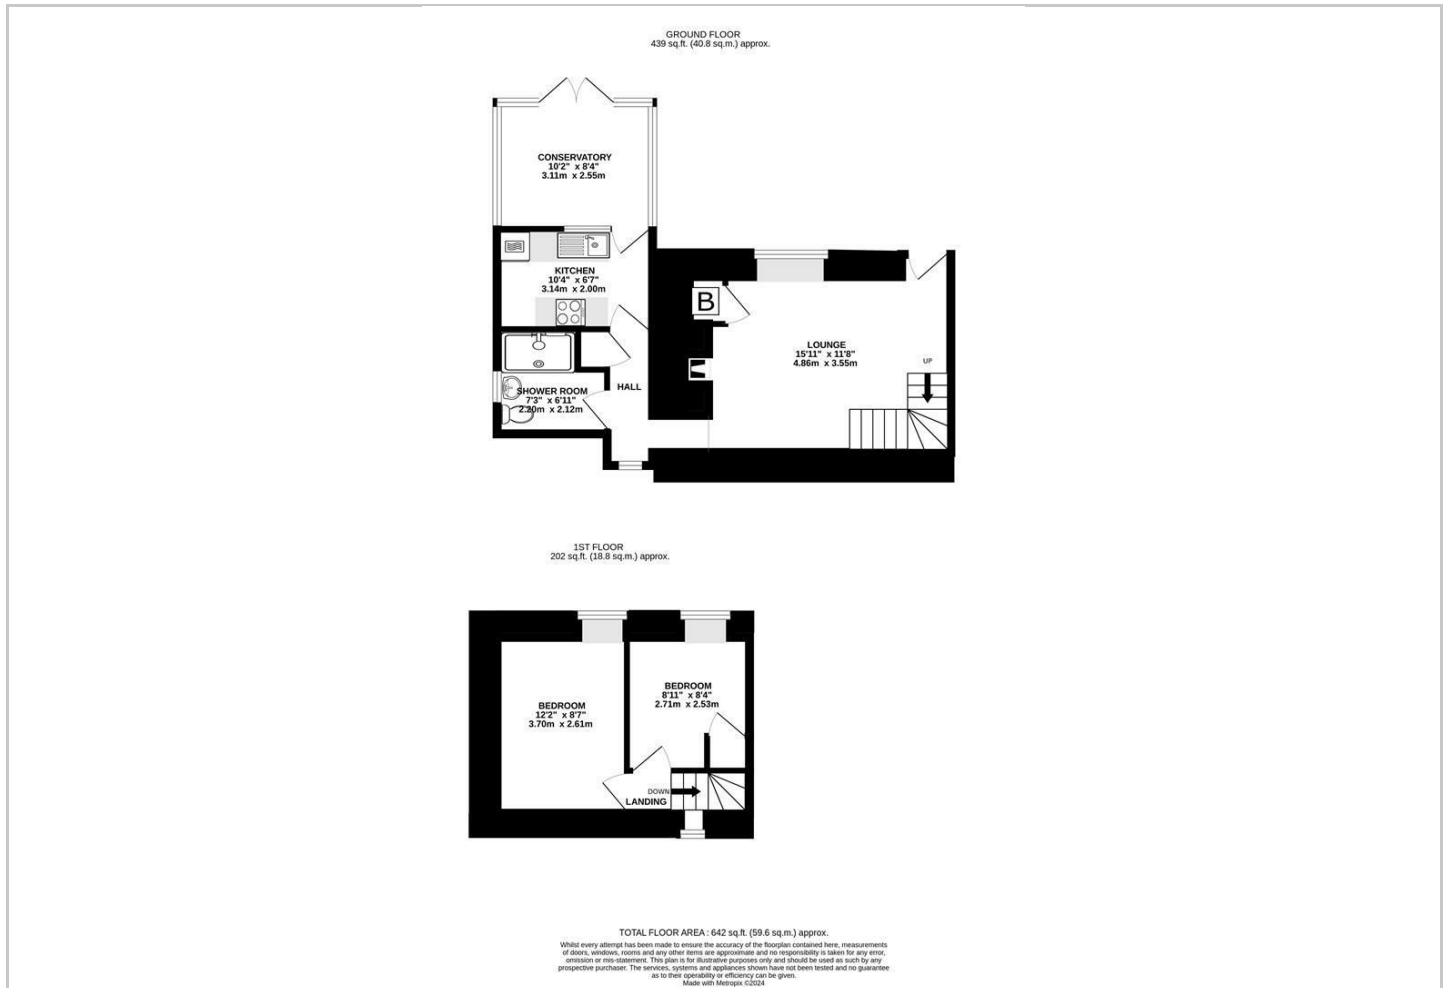 GROUND FLOOR
439 sq.ft. (40.8 sq.m.) approx.
CONSERVATORY
10'2" x 8'4"
3.11m x 2.55m
KITCHEN
10'4" x 6'7"
3.14m x 2.00m
B
LOUNGE
15'11" x 11'8"
4.86m x 3.55m
UP
HALL
SHOWER ROOM
7'3" x 6'11"
2.20m x 2.12m
1ST FLOOR
202 sq.ft. (18.8 sq.m.) approx.
BEDROOM
12'2" x 8'7"
3.70m x 2.61m
BEDROOM
8'11" x 8'4"
2.71m x 2.53m
DOWN
LANDING
TOTAL FLOOR AREA : 642 sq.ft. (59.6 sq.m.) approx.
Whilst every attempt has been made to ensure the accuracy of the floorplan contained here, measurements
of doors, windows, rooms and any other items are approximate and no responsibility is taken for any error,
omission or mis-statement. This plan is for illustrative purposes only and should be used as such by any
prospective purchaser. The services, systems and appliances shown have not been tested and no guarantee
as to their operability or efficiency can be given.
Made with Metropix ©2024